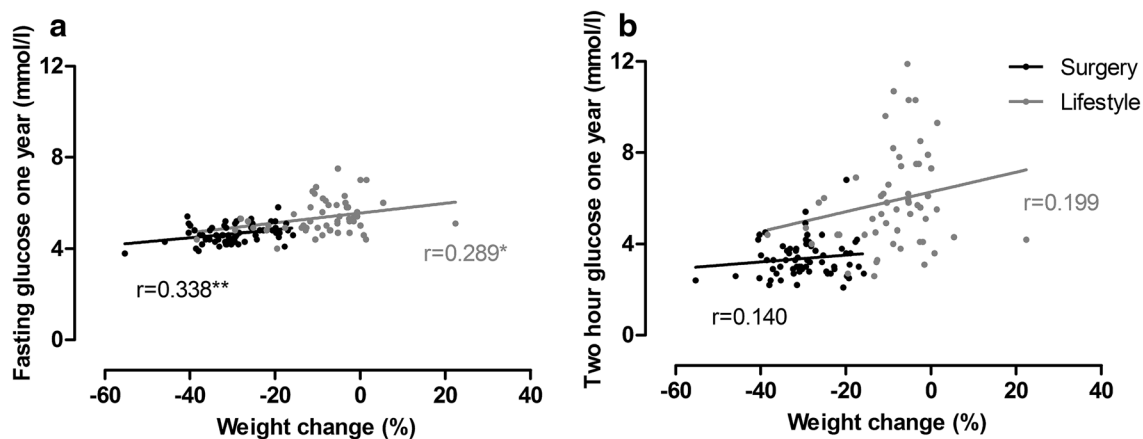 a
Fasting glucose one year (mmol/l)
12
8
4
0
r=0.338**
r=0.289*
-60 -40 -20 0 20 40
Weight change (%)
b
Two hour glucose one year (mmol/l)
12
8
4
0
Surgery
Lifestyle
r=0.199
r=0.140
-60 -40 -20 0 20 40
Weight change (%)